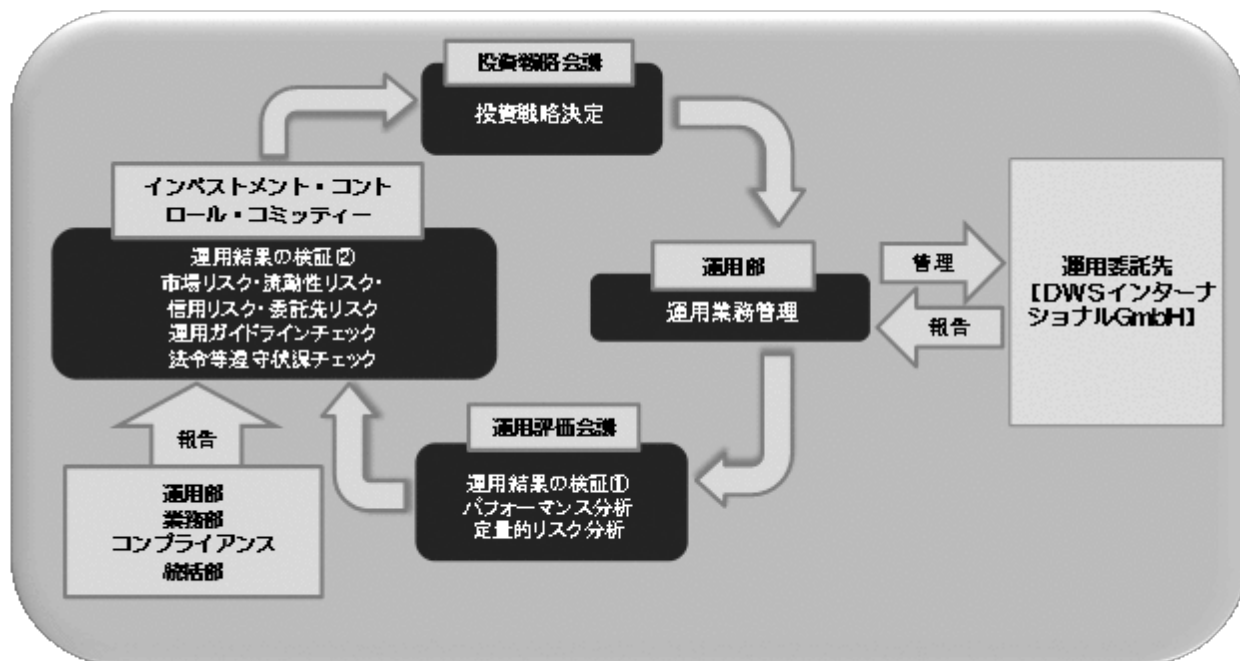 投資戦略会議
投資戦略決定
インベストメント・コント
ロール・コミッティー
運用結果の検証②
市場リスク・流動性リスク・
信用リスク・委託先リスク
運用ガイドラインチェック
法令等遵守状況チェック
運用部
運用業務管理
管理
報告
運用委託先
【DWSインターナ
ショナルGmbH】
運用評価会議
運用結果の検証①
パフォーマンス分析
定量的リスク分析
報告
運用部
業務部
コンプライアンス
統括部